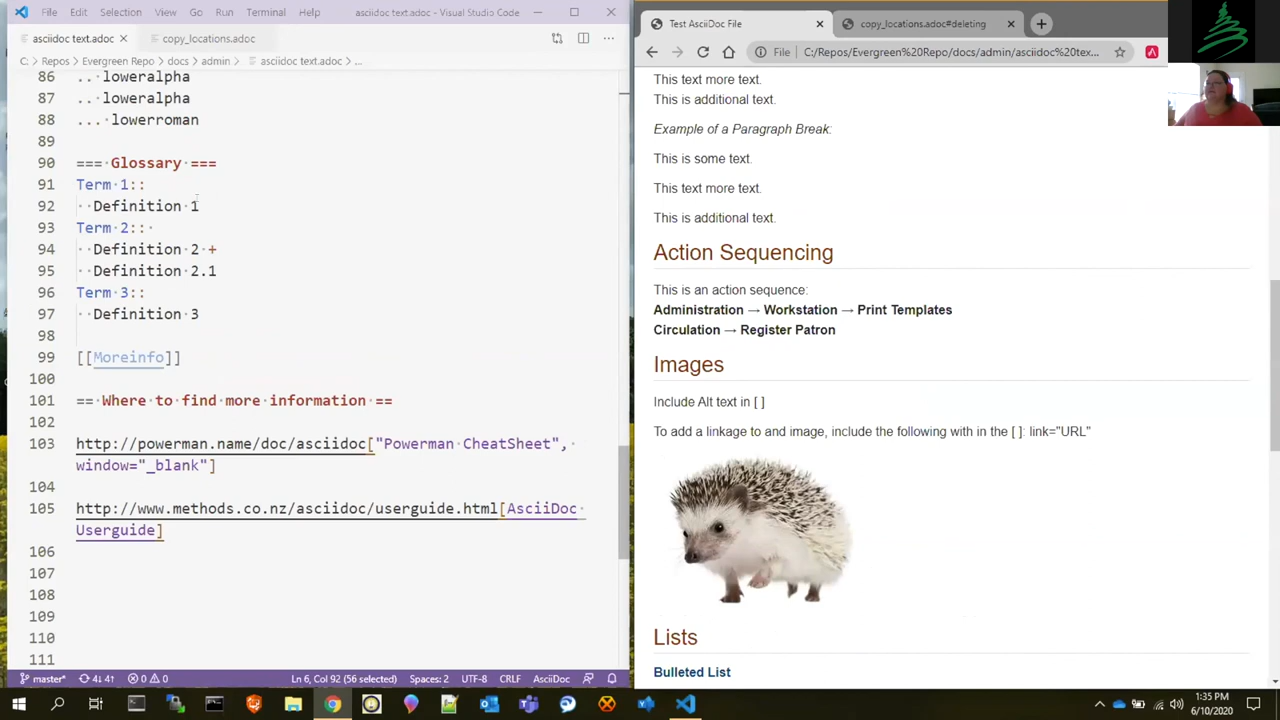 File Edit Selection View Go Run Terminal Help asciidoc text.adoc - Visual Studio Code
asciidoc text.adoc copy_locations.adoc
C: > Repos > Evergreen Repo > docs > admin > asciidoc text.adoc > ...
86 .. loweralpha
87 .. loweralpha
88 ... lowerroman
89
90 === Glossary ===
91 Term 1::
92 Definition 1
93 Term 2::
94 Definition 2 +
95 Definition 2.1
96 Term 3::
97 Definition 3
98
99 [[Moreinfo]]
100
101 == Where to find more information ==
102
103 http://powerman.name/doc/asciidoc["Powerman CheatSheet",
window="_blank"]
104
105 http://www.methods.co.nz/asciidoc/userguide.html[AsciiDoc
Userguide]
106
107
108
109
110
111
master* 4↓ 4↑ 0 0 Ln 6, Col 92 (56 selected) Spaces: 2 UTF-8 CRLF AsciiDoc
Test AsciiDoc File copy_locations.adoc#deleting
File C:/Repos/Evergreen%20Repo/docs/admin/asciidoc%20tex...
This text more text.
This is additional text.
Example of a Paragraph Break:
This is some text.
This text more text.
This is additional text.
Action Sequencing
This is an action sequence:
Administration → Workstation → Print Templates
Circulation → Register Patron
Images
Include Alt text in [ ]
To add a linkage to and image, include the following with in the [ ]: link="URL"
Lists
Bulleted List
1:35 PM
6/10/2020